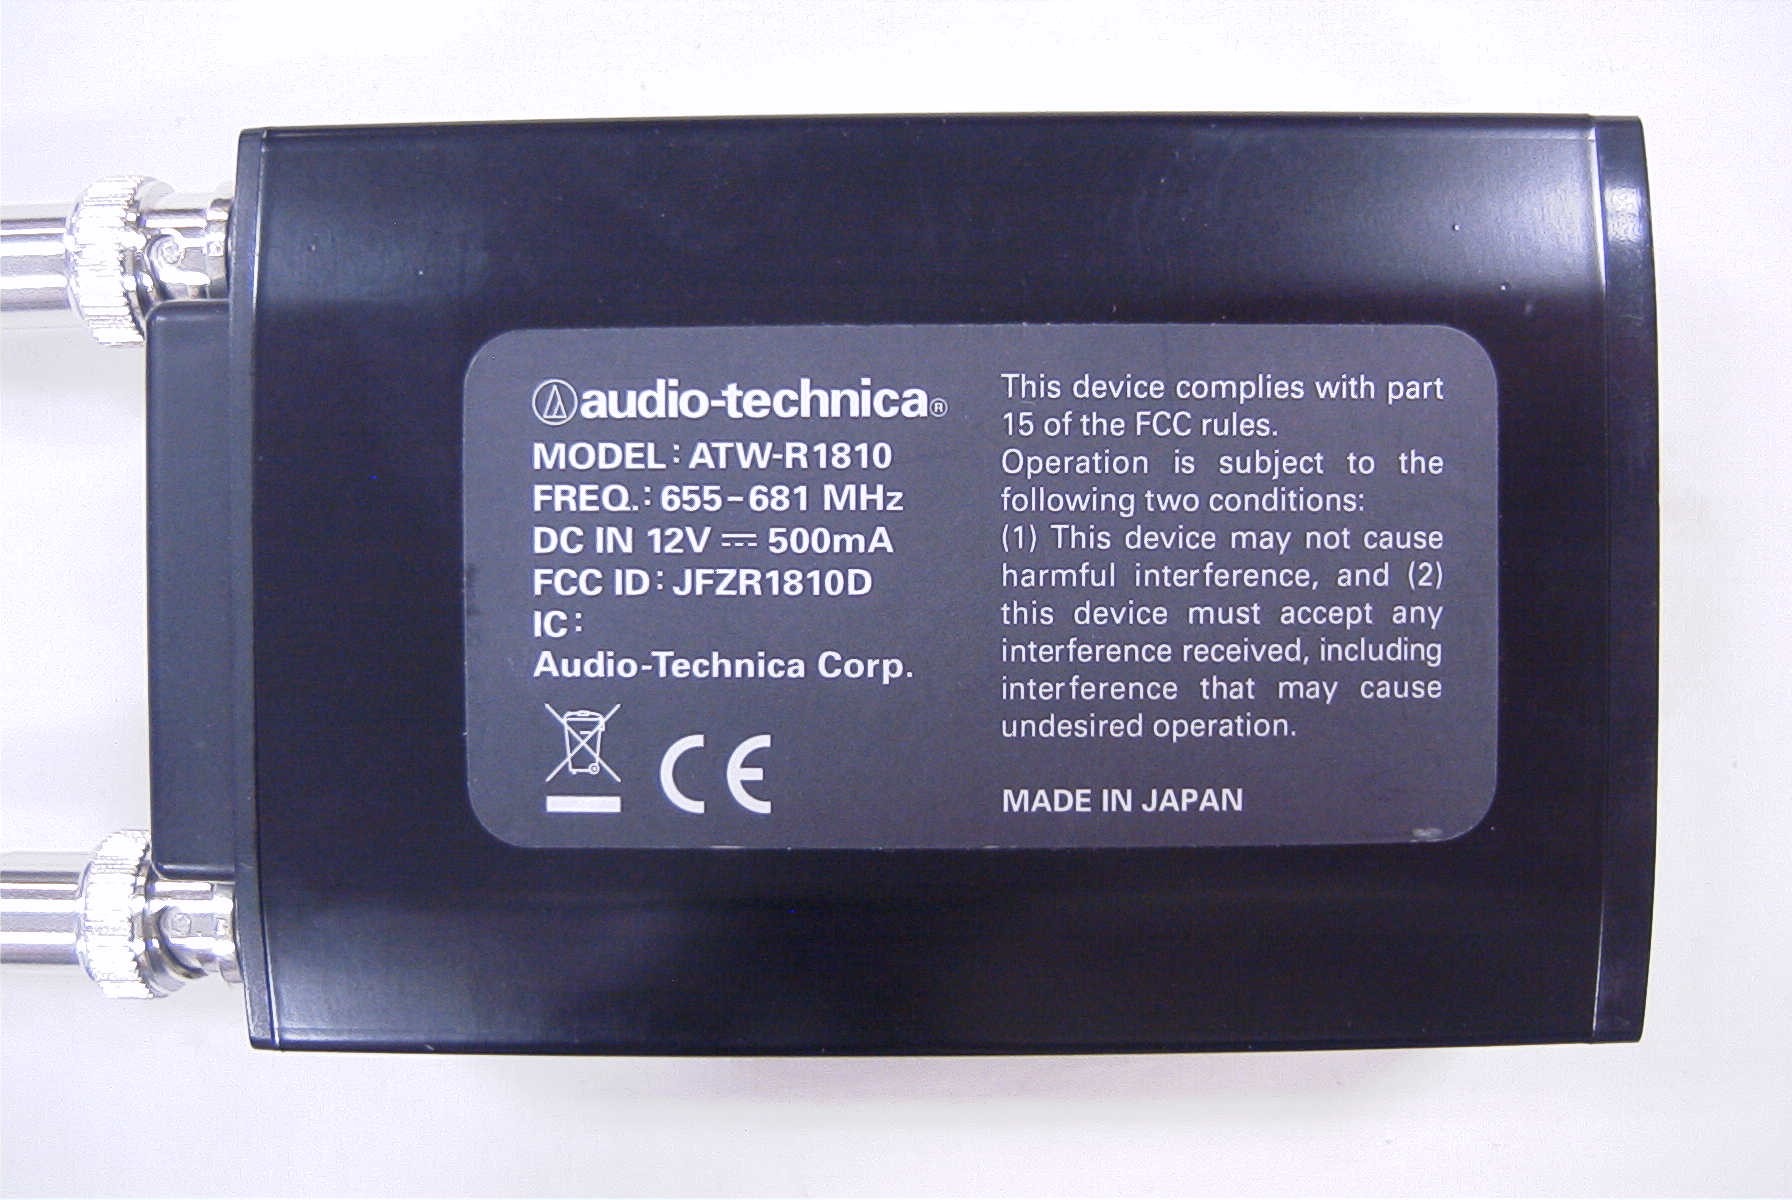 audio-technica®
MODEL : ATW-R1810
FREQ. : 655-681 MHz
DC IN 12V ⎓ 500mA
FCC ID : JFZR1810D
IC :
Audio-Technica Corp.
CE
This device complies with part
15 of the FCC rules.
Operation is subject to the
following two conditions:
(1) This device may not cause
harmful interference, and (2)
this device must accept any
interference received, including
interference that may cause
undesired operation.
MADE IN JAPAN